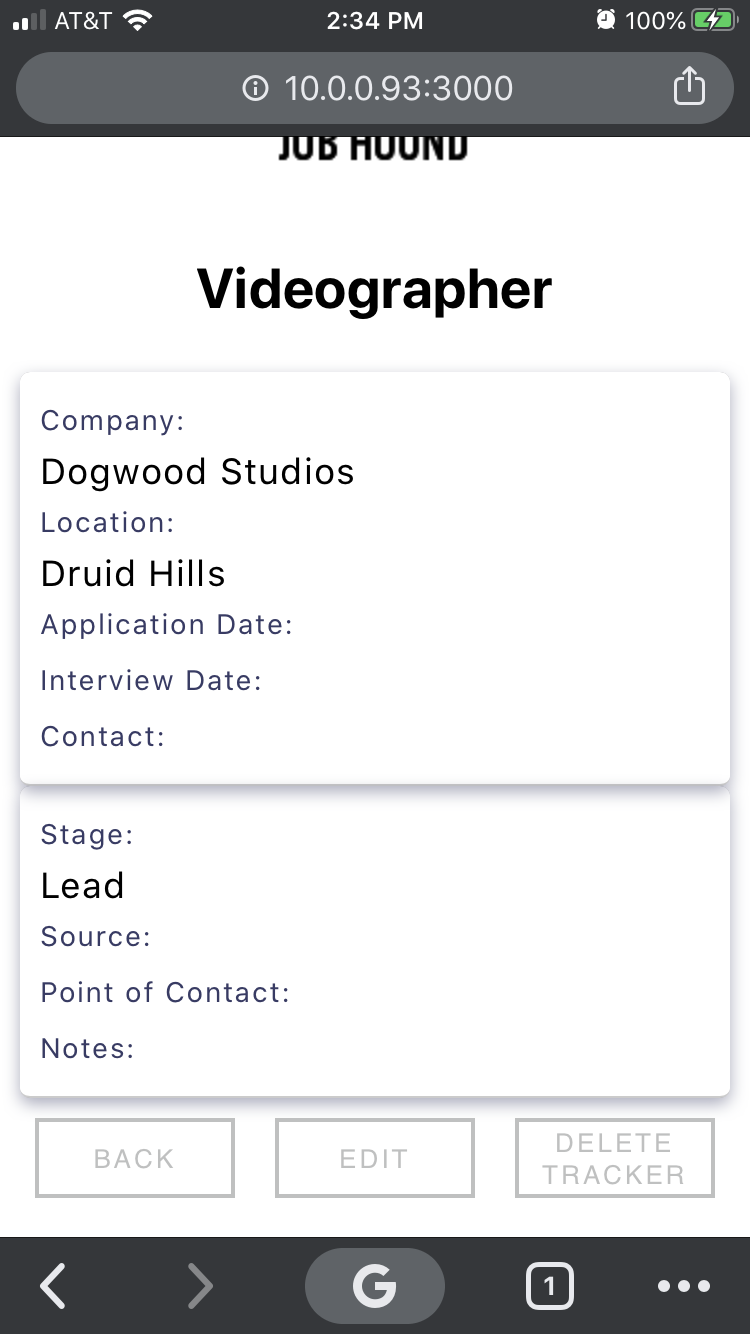 AT&T 2:34 PM 100%
10.0.0.93:3000
JOB HOUND
Videographer
Company:
Dogwood Studios
Location:
Druid Hills
Application Date:
Interview Date:
Contact:
Stage:
Lead
Source:
Point of Contact:
Notes:
BACK EDIT DELETE
TRACKER
G 1